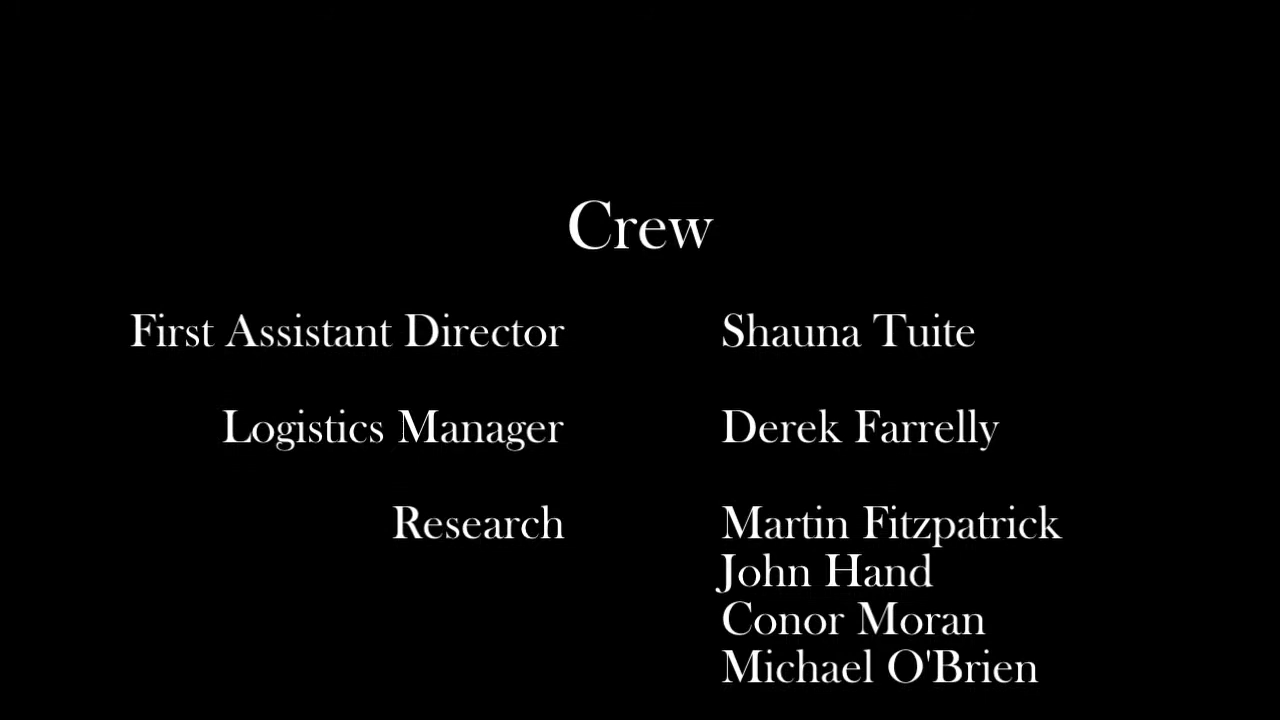 Crew
First Assistant Director Shauna Tuite
Logistics Manager Derek Farrelly
Research Martin Fitzpatrick
John Hand
Conor Moran
Michael O'Brien